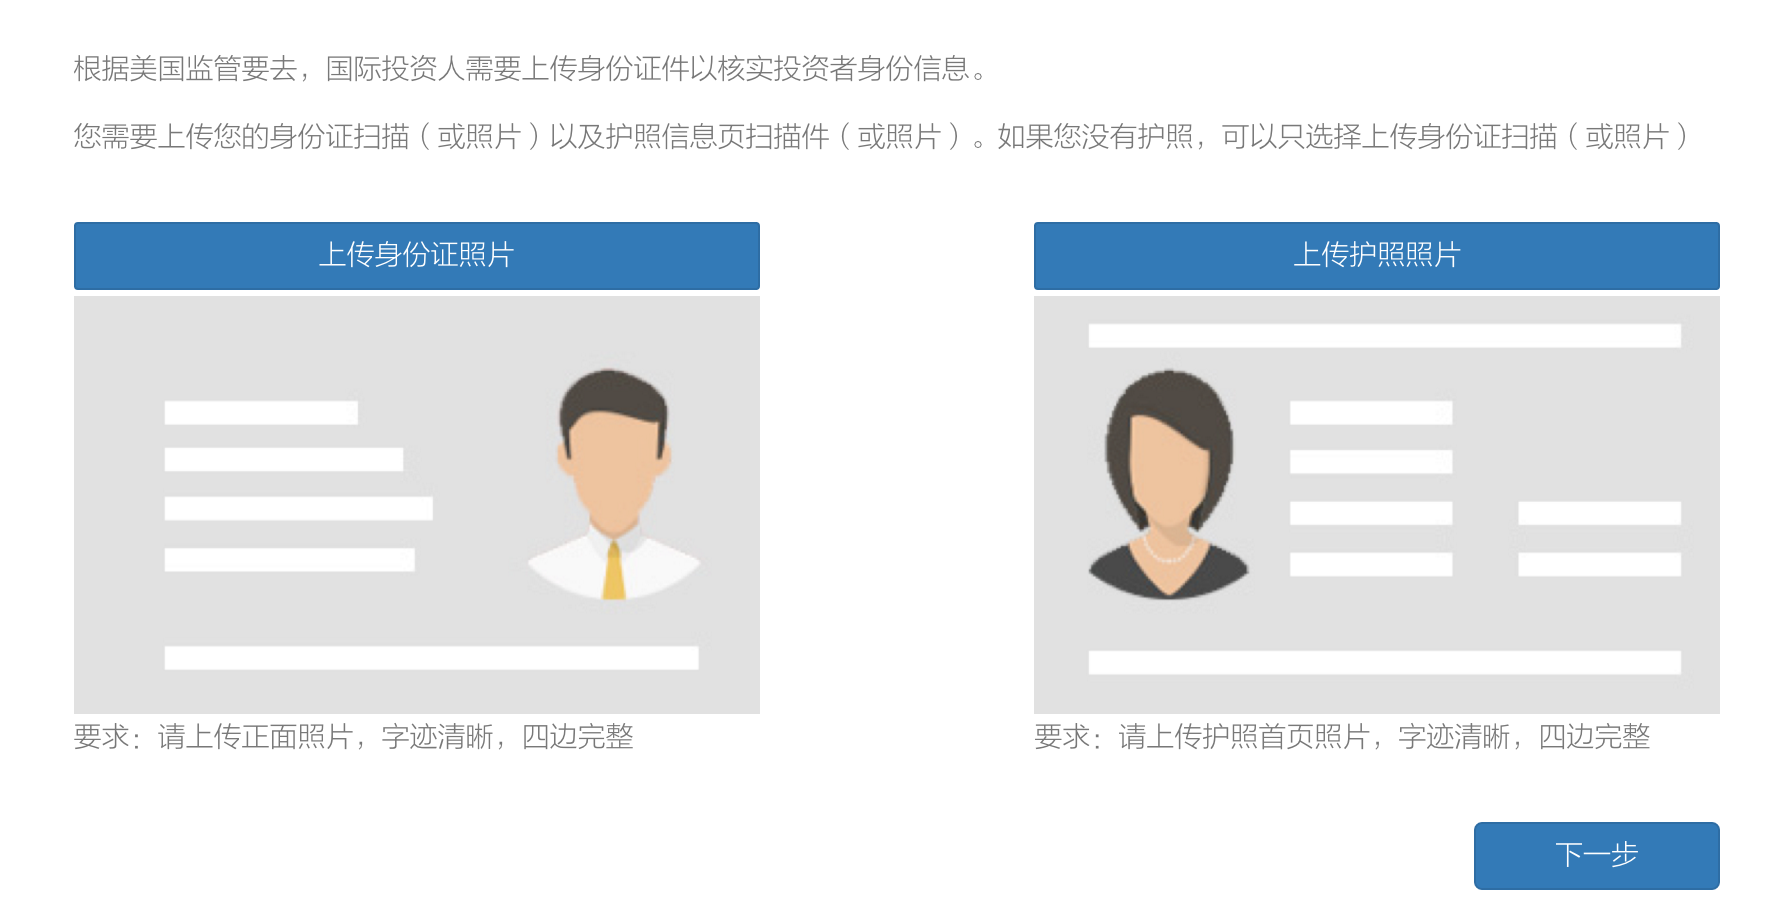 根据美国监管要去，国际投资人需要上传身份证件以核实投资者身份信息。
您需要上传您的身份证扫描（或照片）以及护照信息页扫描件（或照片）。如果您没有护照，可以只选择上传身份证扫描（或照片）
上传身份证照片
上传护照照片
要求：请上传正面照片，字迹清晰，四边完整
要求：请上传护照首页照片，字迹清晰，四边完整
下一步